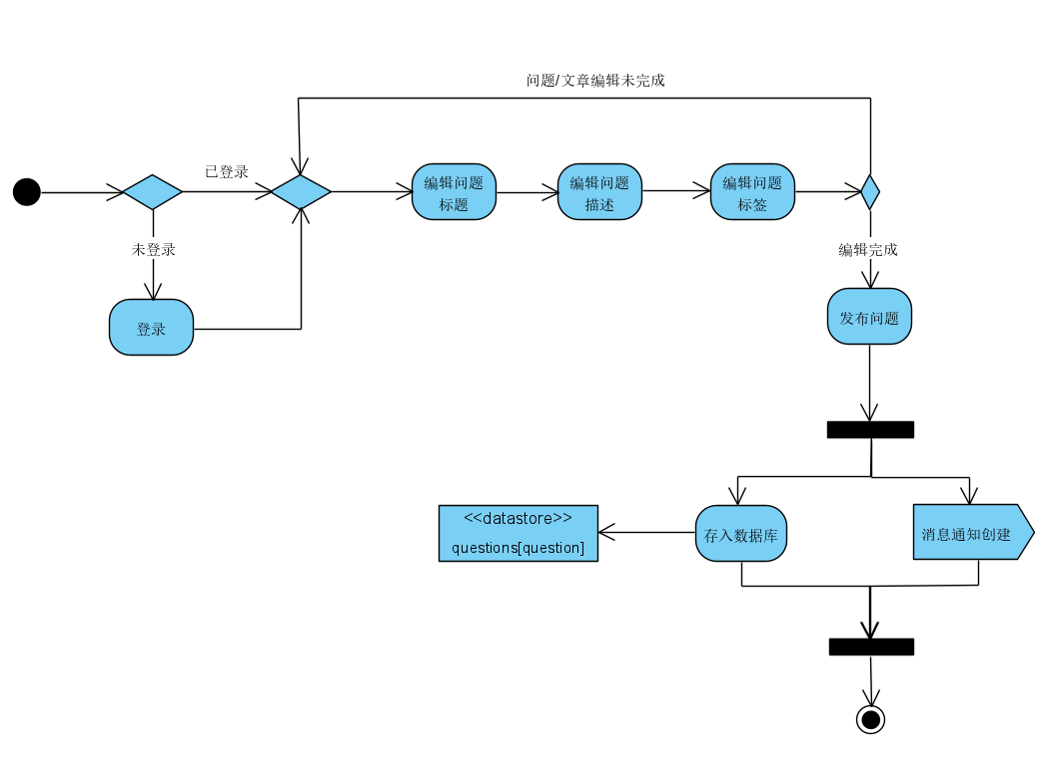 问题/文章编辑未完成
已登录
编辑问题
标题
编辑问题
描述
编辑问题
标签
未登录
编辑完成
登录
发布问题
<<datastore>>
questions[question]
存入数据库
消息通知创建